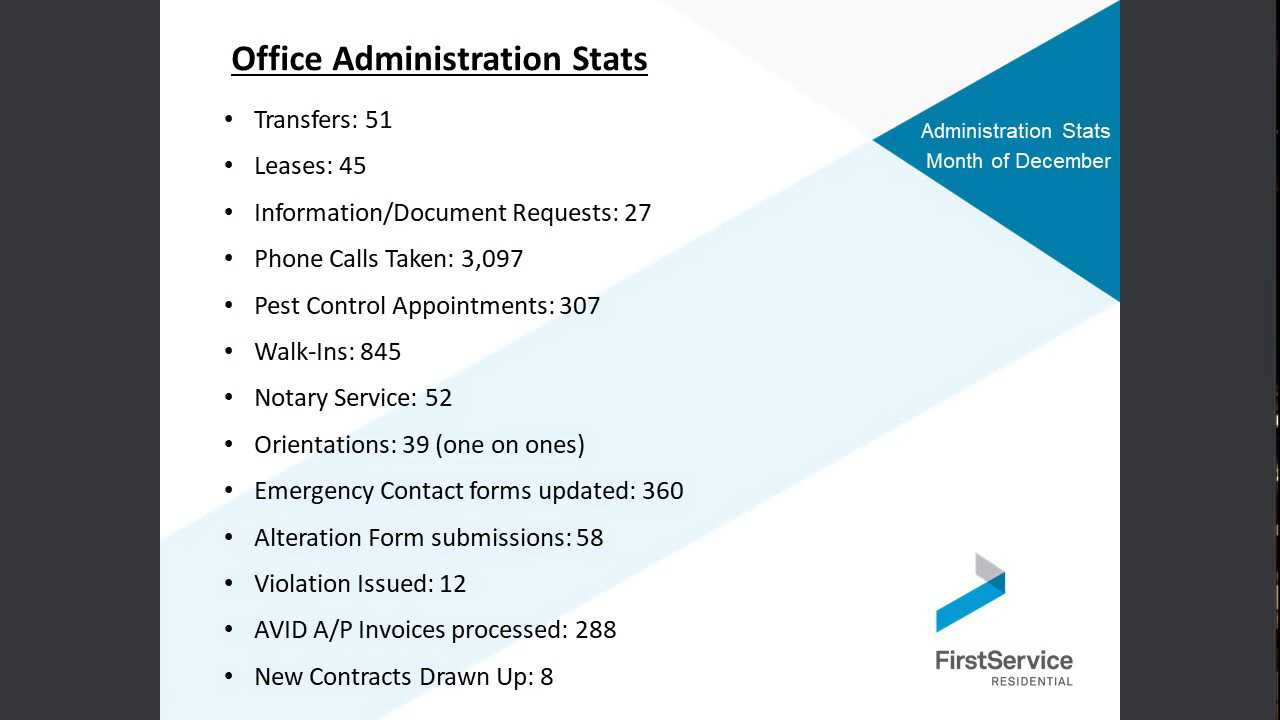 Office Administration Stats
Administration Stats
Month of December
• Transfers: 51
• Leases: 45
• Information/Document Requests: 27
• Phone Calls Taken: 3,097
• Pest Control Appointments: 307
• Walk-Ins: 845
• Notary Service: 52
• Orientations: 39 (one on ones)
• Emergency Contact forms updated: 360
• Alteration Form submissions: 58
• Violation Issued: 12
• AVID A/P Invoices processed: 288
• New Contracts Drawn Up: 8
FirstService
RESIDENTIAL